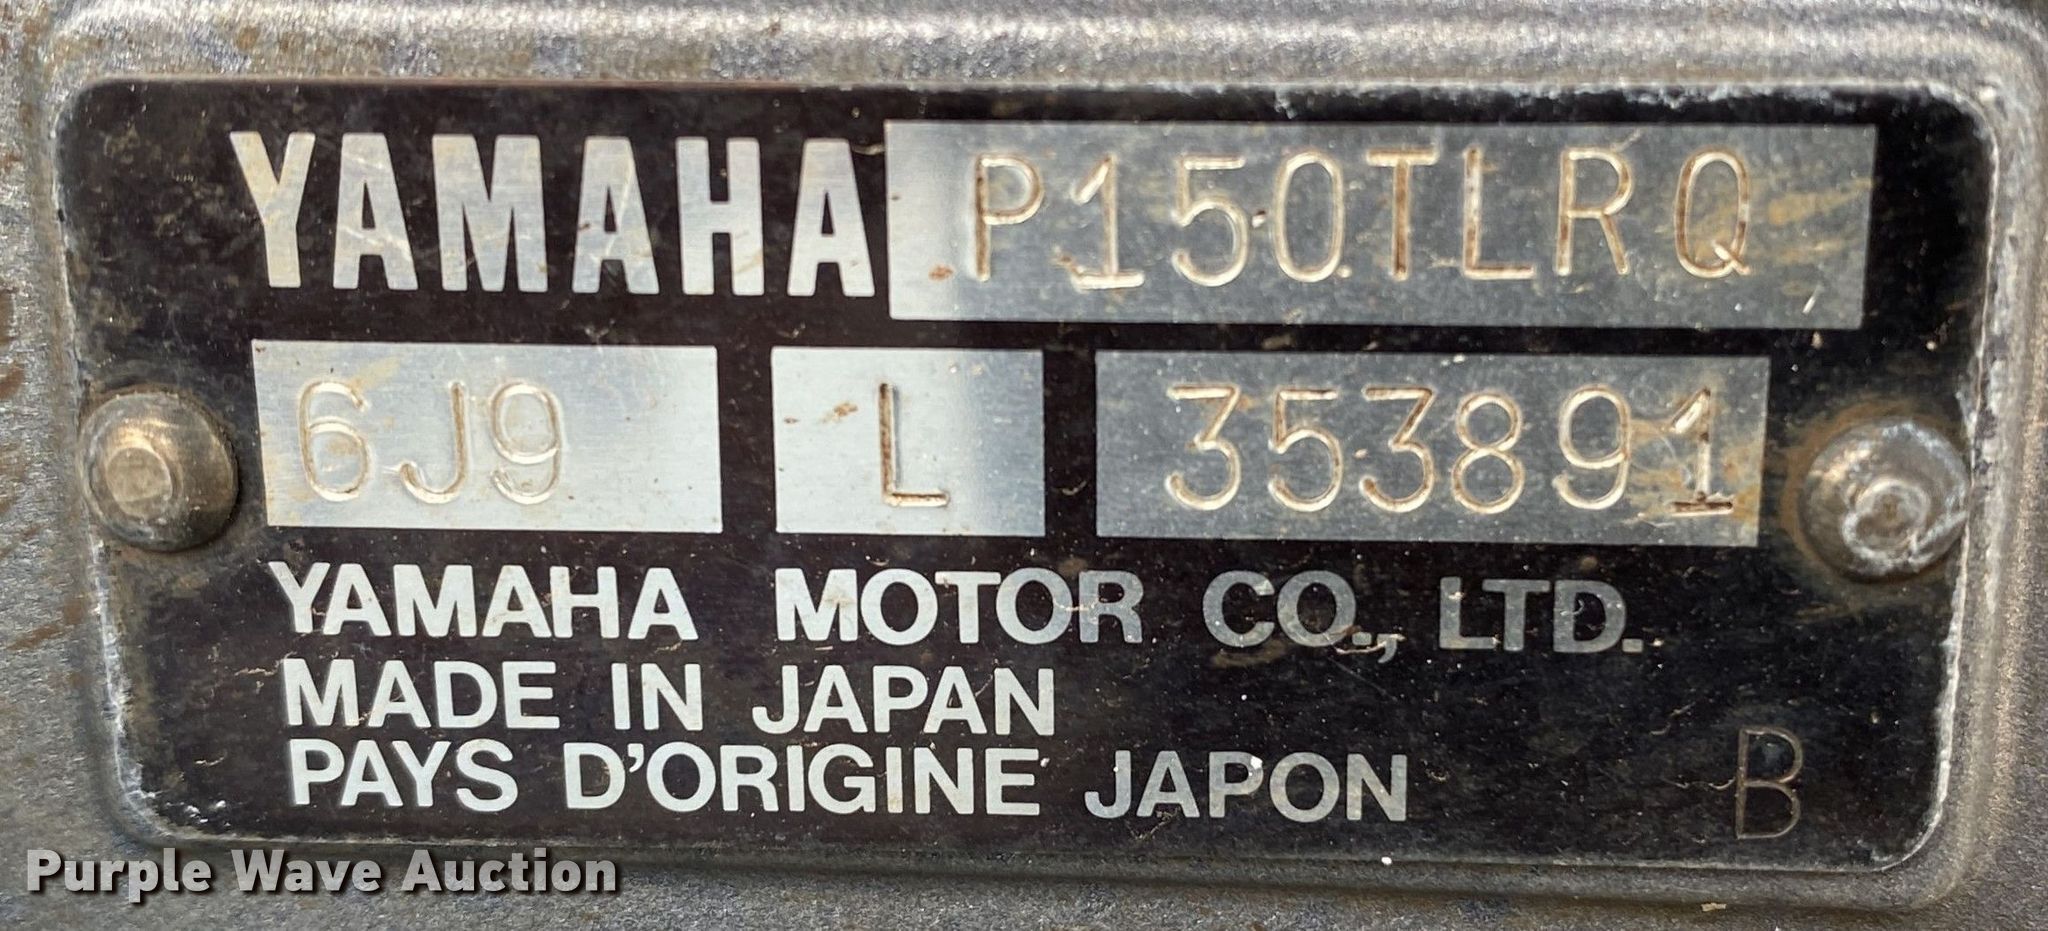 YAMAHA P150TLRQ
6J9 L 353891
YAMAHA MOTOR CO., LTD.
MADE IN JAPAN
PAYS D'ORIGINE JAPON
B
Purple Wave Auction